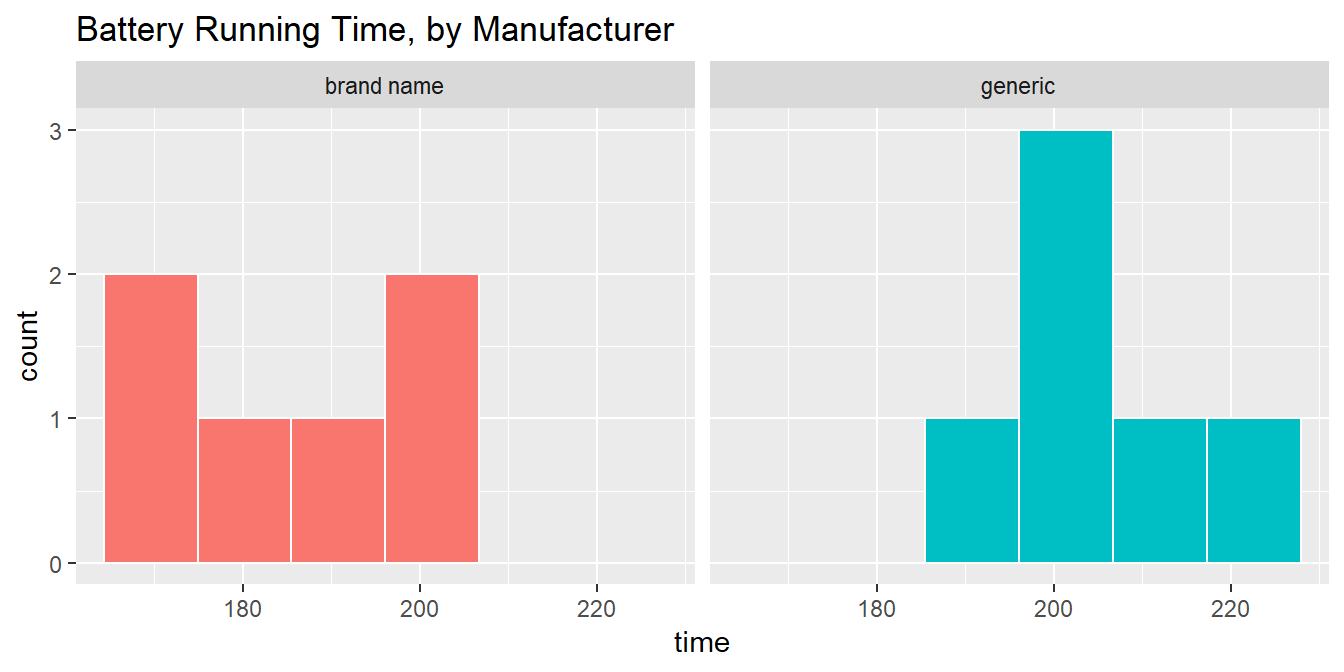 Battery Running Time, by Manufacturer
brand name
generic
3
2
1
0
count
180 200 220
180 200 220
time